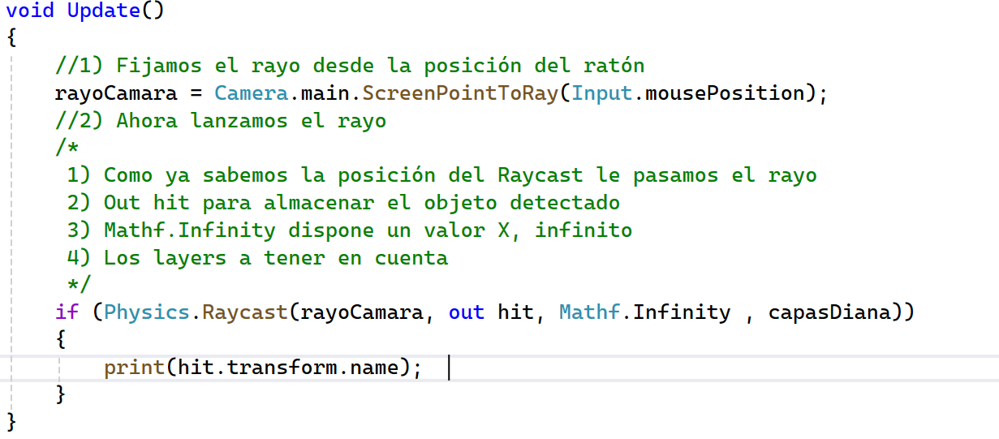 void Update()
{
//1) Fijamos el rayo desde la posición del ratón
rayoCamara = Camera.main.ScreenPointToRay(Input.mousePosition);
//2) Ahora lanzamos el rayo
/*
1) Como ya sabemos la posición del Raycast le pasamos el rayo
2) Out hit para almacenar el objeto detectado
3) Mathf.Infinity dispone un valor X, infinito
4) Los layers a tener en cuenta
*/
if (Physics.Raycast(rayoCamara, out hit, Mathf.Infinity , capasDiana))
{
print(hit.transform.name);
}
}